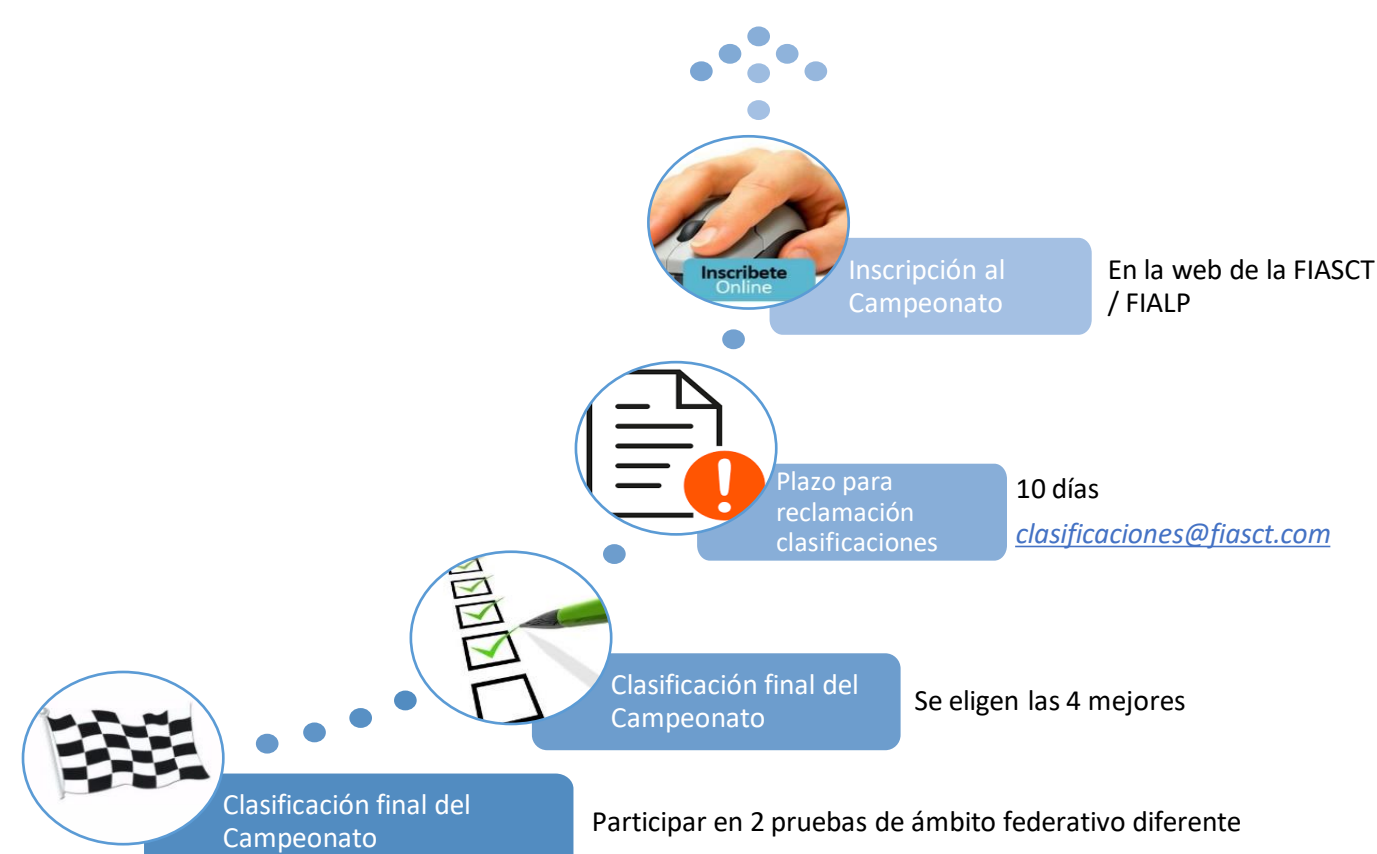 Inscribete
Online
Inscripción al
Campeonato
En la web de la FIASCT
/ FIALP
Plazo para
reclamación
clasificaciones
10 días
clasificaciones@fiasct.com
Clasificación final del
Campeonato
Se eligen las 4 mejores
Clasificación final del
Campeonato
Participar en 2 pruebas de ámbito federativo diferente